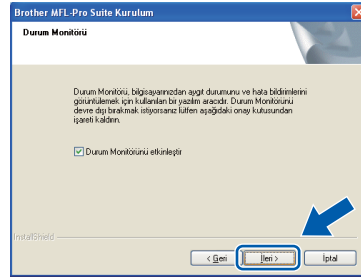 Brother MFL-Pro Suite Kurulum
Durum Monitörü
Durum Monitörü, bilgisayarınızdan aygıt durumunu ve hata bildirimlerini
görüntülemek için kullanılan bir yazılım aracıdır. Durum Monitörünü
devre dışı bırakmak istiyorsanız lütfen aşağıdaki onay kutusundan
işareti kaldırın.
Durum Monitörünü etkinleştir
InstallShield
< Geri
İleri >
İptal